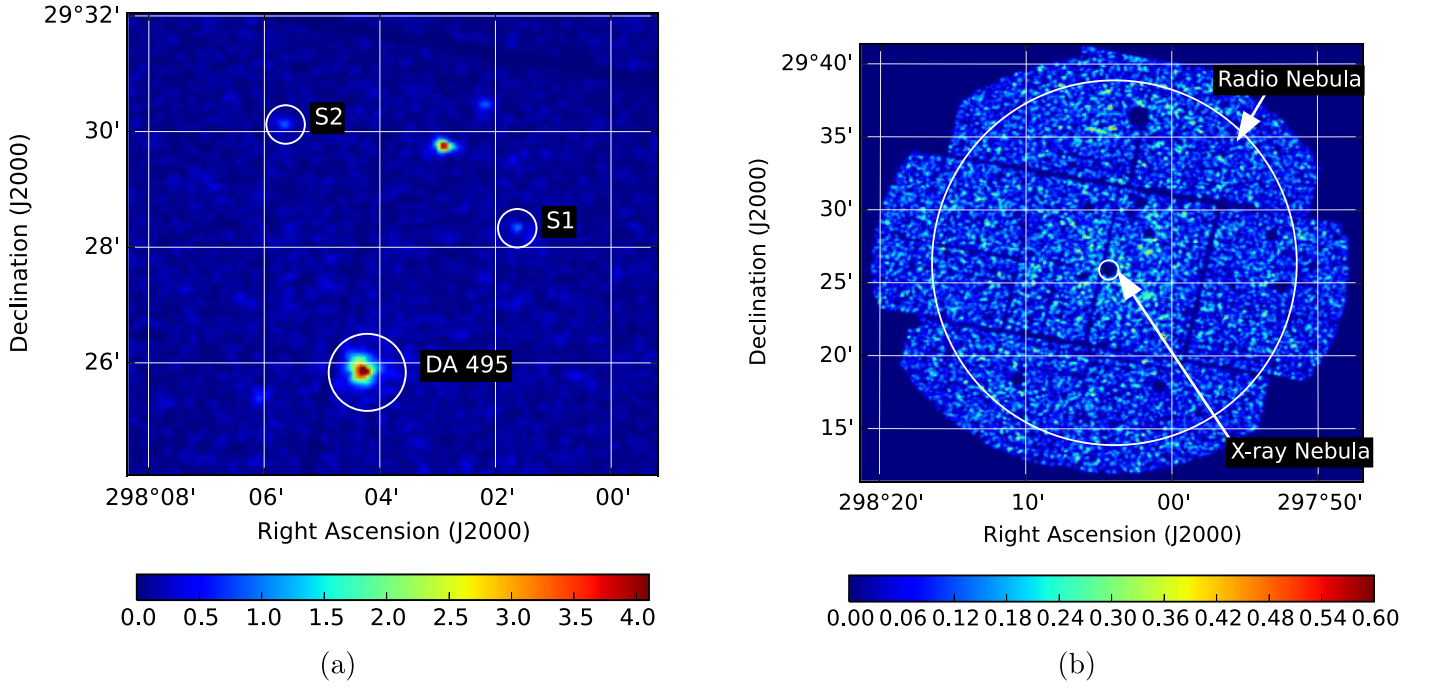 29°32'
30'
28'
26'
Declination (J2000)
S2
S1
DA 495
298°08' 06' 04' 02' 00'
Right Ascension (J2000)
0.0 0.5 1.0 1.5 2.0 2.5 3.0 3.5 4.0
(a)
29°40'
35'
30'
25'
20'
15'
Declination (J2000)
Radio Nebula
X-ray Nebula
298°20' 10' 00' 297°50'
Right Ascension (J2000)
0.00 0.06 0.12 0.18 0.24 0.30 0.36 0.42 0.48 0.54 0.60
(b)